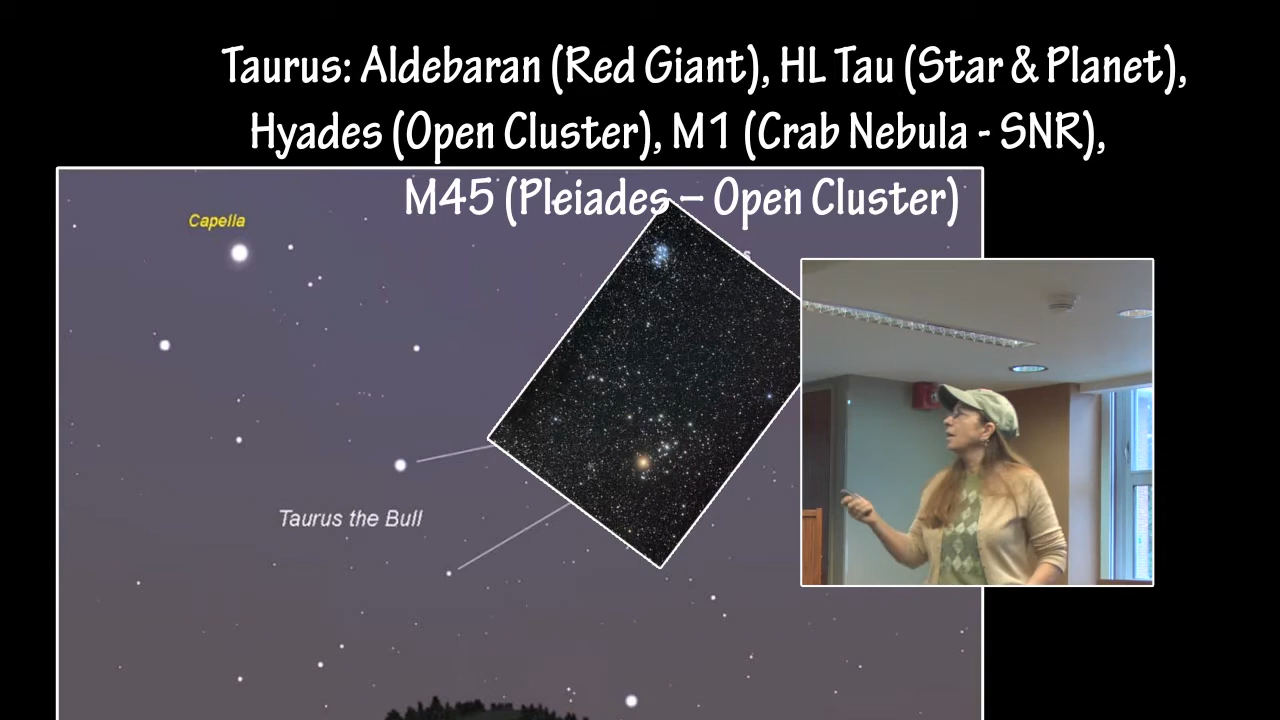 Taurus: Aldebaran (Red Giant), HL Tau (Star & Planet),
Hyades (Open Cluster), M1 (Crab Nebula - SNR),
M45 (Pleiades – Open Cluster)
Capella
Taurus the Bull